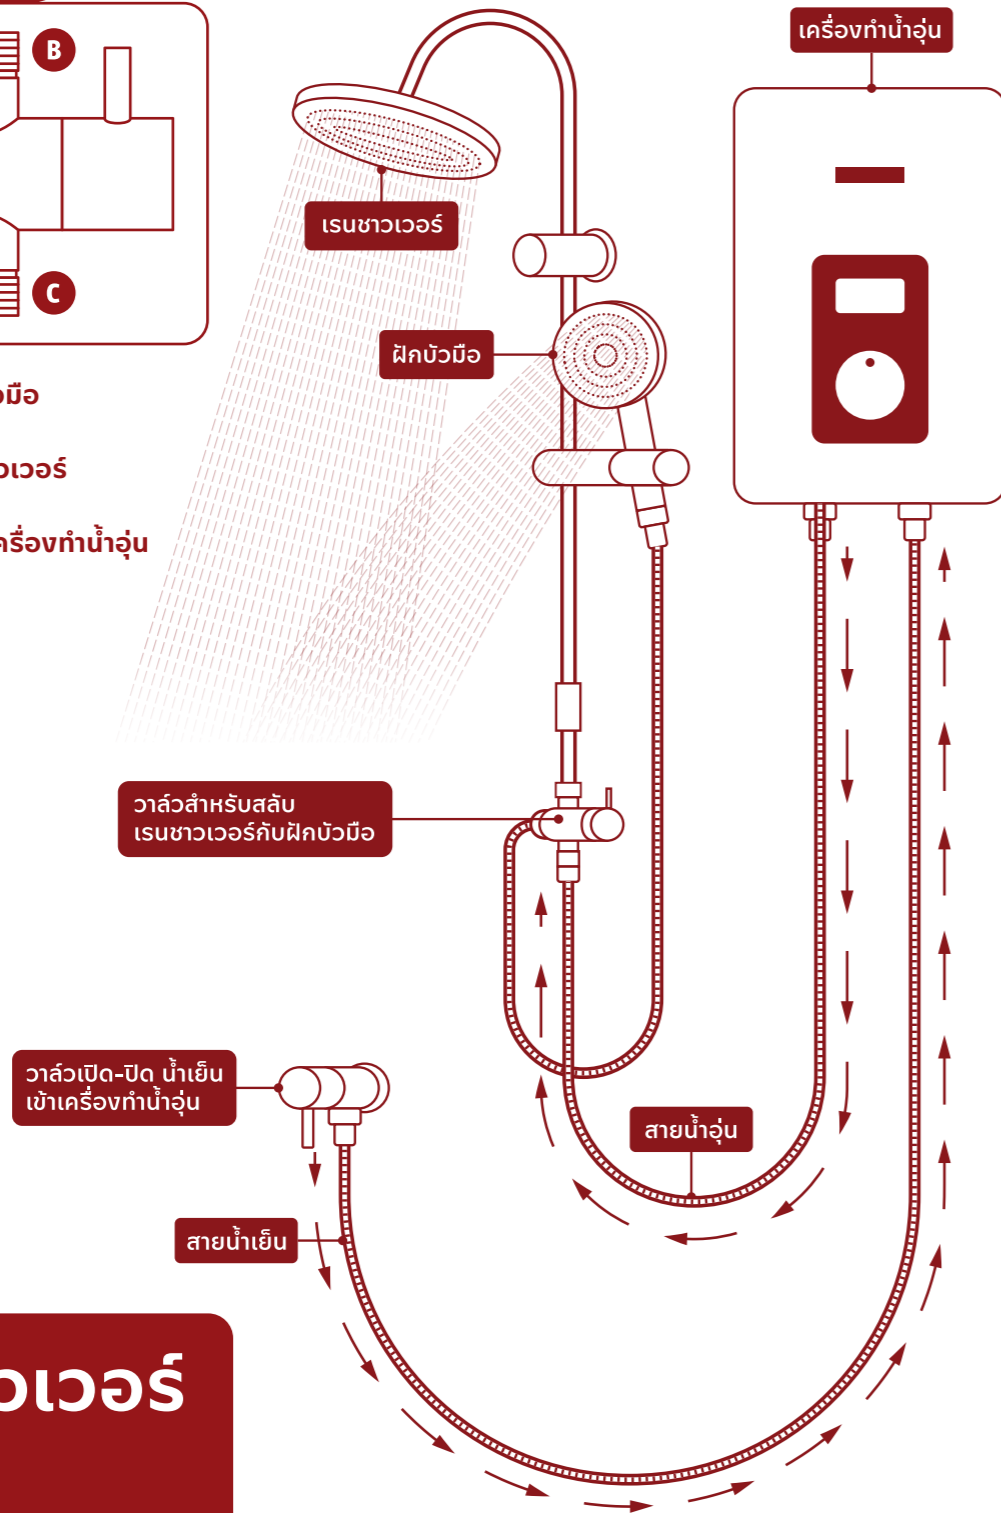 B
เครื่องทำน้ำอุ่น
เรนชาวเวอร์
C
ฝักบัวมือ
วมือ
วเวอร์
ครื่องทำน้ำอุ่น
วาล์วสำหรับสลับ
เรนชาวเวอร์กับฝักบัวมือ
วาล์วเปิด-ปิด น้ำเย็น
เข้าเครื่องทำน้ำอุ่น
สายน้ำอุ่น
สายน้ำเย็น
วเวอร์